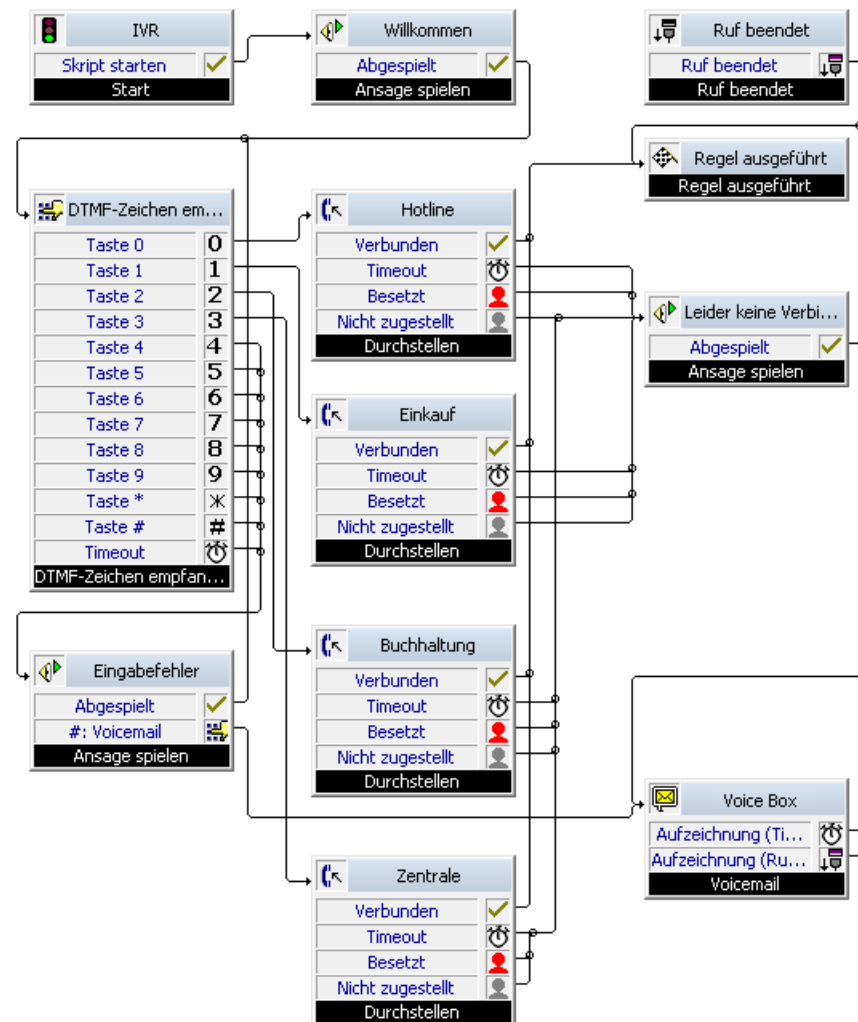 IVR
Skript starten
Start
Willkommen
Abgespielt
Ansage spielen
Ruf beendet
Ruf beendet
Ruf beendet
Regel ausgeführt
Regel ausgeführt
DTMF-Zeichen em...
Taste 0 0
Taste 1 1
Taste 2 2
Taste 3 3
Taste 4 4
Taste 5 5
Taste 6 6
Taste 7 7
Taste 8 8
Taste 9 9
Taste * *
Taste # #
Timeout
DTMF-Zeichen empfan...
Hotline
Verbunden
Timeout
Besetzt
Nicht zugestellt
Durchstellen
Leider keine Verbi...
Abgespielt
Ansage spielen
Einkauf
Verbunden
Timeout
Besetzt
Nicht zugestellt
Durchstellen
Eingabefehler
Abgespielt
#: Voicemail
Ansage spielen
Buchhaltung
Verbunden
Timeout
Besetzt
Nicht zugestellt
Durchstellen
Voice Box
Aufzeichnung (Ti...
Aufzeichnung (Ru...
Voicemail
Zentrale
Verbunden
Timeout
Besetzt
Nicht zugestellt
Durchstellen